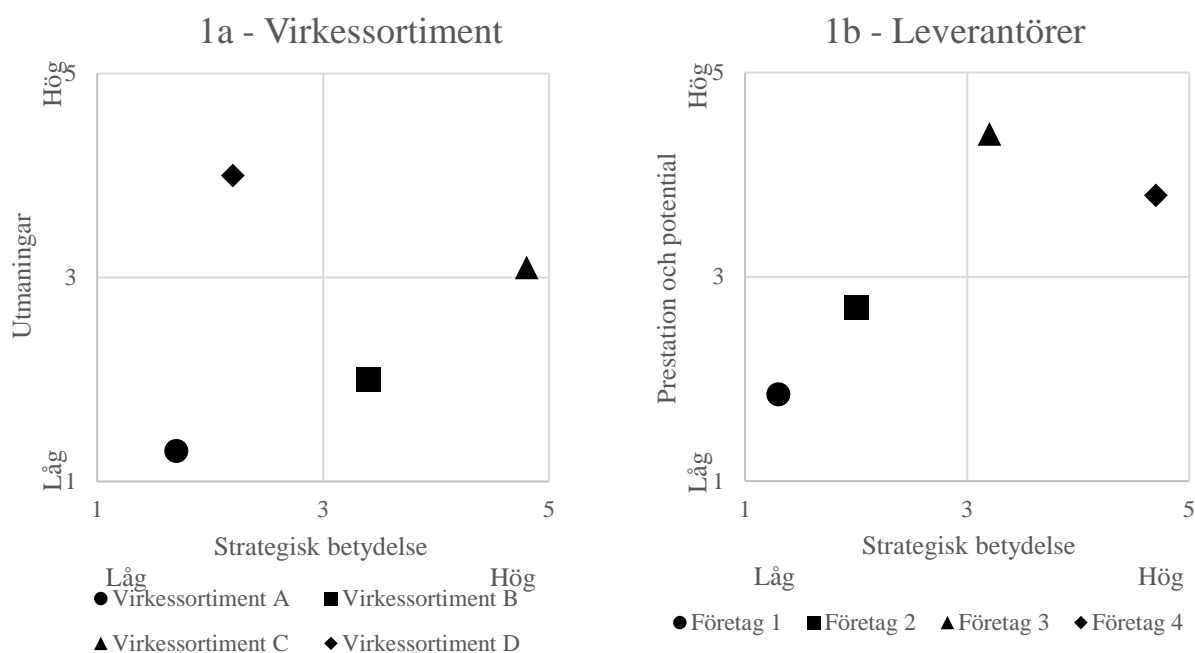 1a - Virkessortiment
Hög
5
Utmaningar
3
Låg
1
1 3 5
Strategisk betydelse
Låg Hög
Virkessortiment A Virkessortiment B
Virkessortiment C Virkessortiment D
1b - Leverantörer
Hög
5
Prestation och potential
3
Låg
1
1 3 5
Strategisk betydelse
Låg Hög
Företag 1 Företag 2 Företag 3 Företag 4